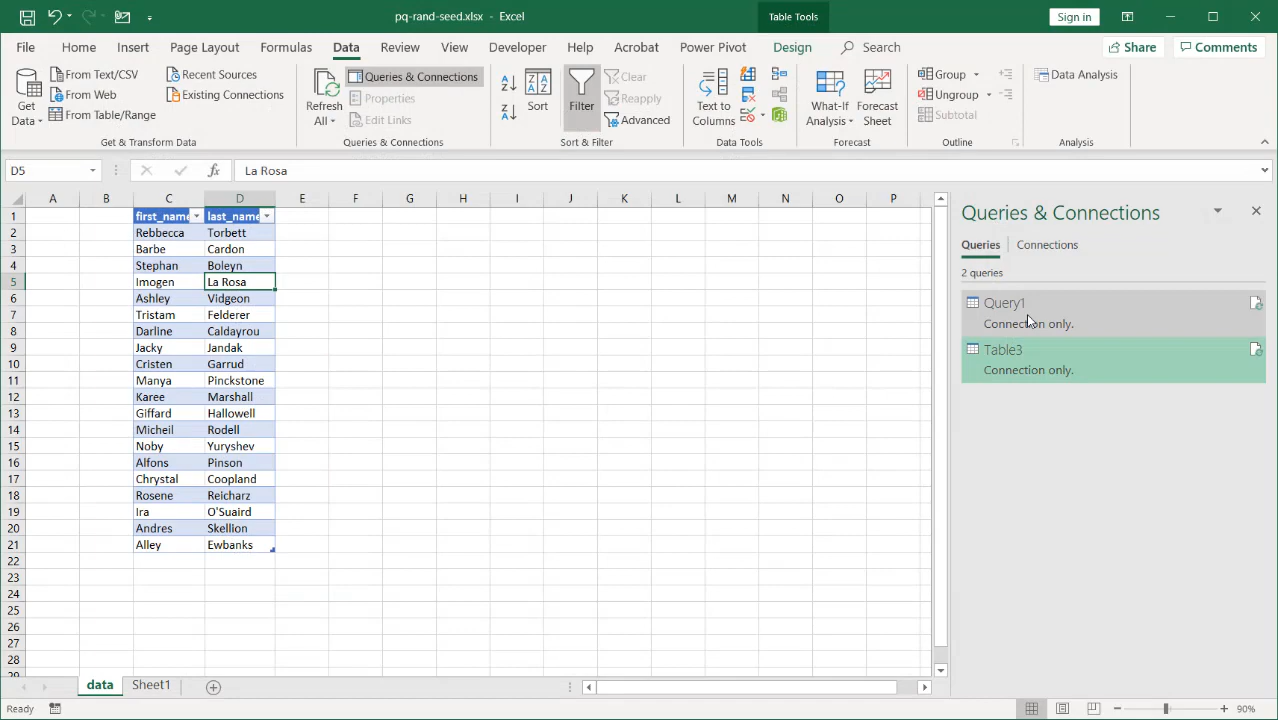 pq-rand-seed.xlsx - Excel
Table Tools
Sign in
File Home Insert Page Layout Formulas Data Review View Developer Help Acrobat Power Pivot Design Search Share Comments
Get Data
From Text/CSV
From Web
From Table/Range
Recent Sources
Existing Connections
Get & Transform Data
Refresh All
Queries & Connections
Properties
Edit Links
Queries & Connections
Sort
Filter
Clear
Reapply
Advanced
Sort & Filter
Text to Columns
Data Tools
What-If Analysis
Forecast Sheet
Forecast
Group
Ungroup
Subtotal
Outline
Data Analysis
Analysis
D5
fx
La Rosa
A B C D E F G H I J K L M N O P
1 first_name last_name
2 Rebbecca Torbett
3 Barbe Cardon
4 Stephan Boleyn
5 Imogen La Rosa
6 Ashley Vidgeon
7 Tristam Felderer
8 Darline Caldayrou
9 Jacky Jandak
10 Cristen Garrud
11 Manya Pinckstone
12 Karee Marshall
13 Giffard Hallowell
14 Micheil Rodell
15 Noby Yuryshev
16 Alfons Pinson
17 Chrystal Coopland
18 Rosene Reicharz
19 Ira O'Suaird
20 Andres Skellion
21 Alley Ewbanks
22
23
24
25
26
27
28
Queries & Connections
Queries Connections
2 queries
Query1
Connection only.
Table3
Connection only.
data Sheet1
Ready
90%